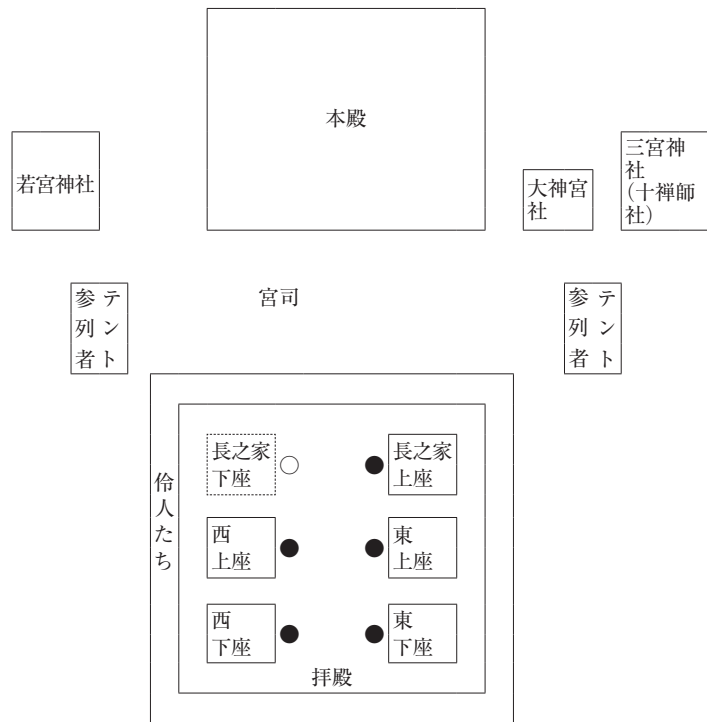 本殿
若宮神社
大神宮
社
三宮神
社
(十禅師
社)
テント
参列者
宮司
テント
参列者
伶人たち
長之家
下座
長之家
上座
西
上座
東
上座
西
下座
東
下座
拝殿